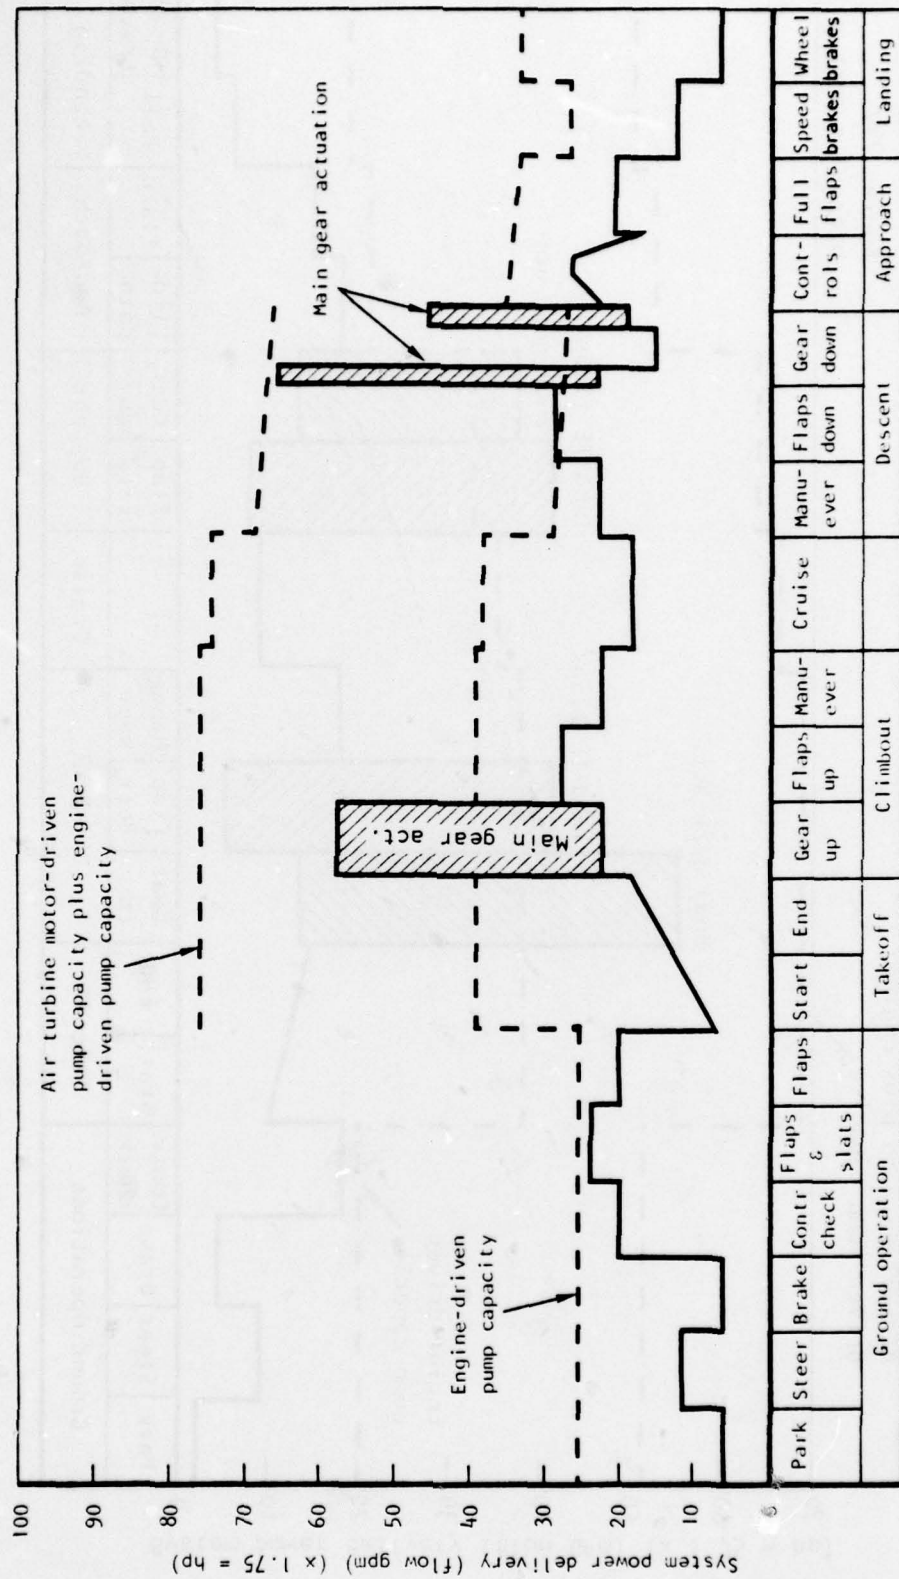 System power delivery (flow gpm) (x 1.75 = hp)
100
90
80
70
60
50
40
30
20
10
Air turbine motor-driven
pump capacity plus engine-
driven pump capacity
Engine-driven
pump capacity
Main gear act.
Main gear actuation
Park
Steer
Brake
Contr
check
Flaps
&
slats
Flaps
Start
End
Gear
up
Flaps
up
Manu-
ever
Cruise
Manu-
ever
Flaps
down
Gear
down
Cont-
rols
Full
flaps
Speed
brakes
Wheel
brakes
Ground operation
Takeoff
Climbout
Descent
Approach
Landing